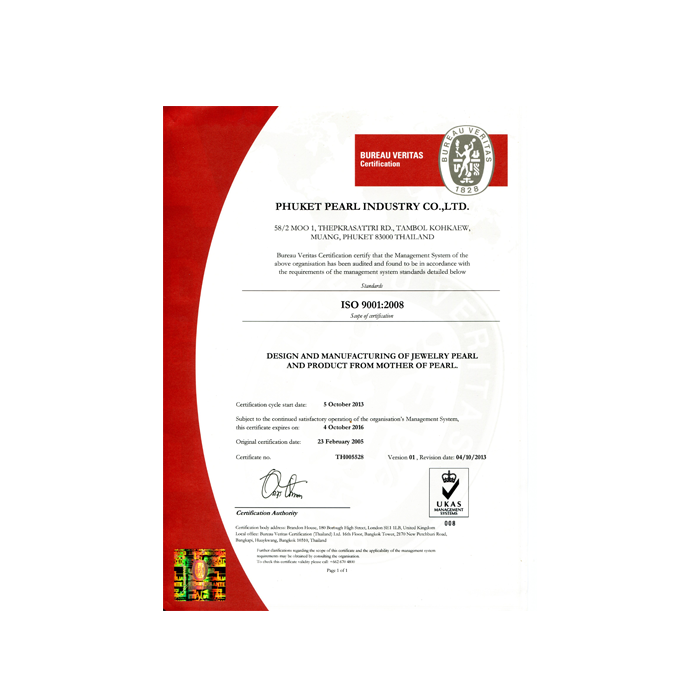 BUREAU VERITAS
Certification
BUREAU VERITAS
1828
PHUKET PEARL INDUSTRY CO.,LTD.
58/2 MOO 1, THEPKRASATTRI RD., TAMBOL KOHKAEW,
MUANG, PHUKET 83000 THAILAND
Bureau Veritas Certification certify that the Management System of the
above organisation has been audited and found to be in accordance with
the requirements of the management system standards detailed below
Standards
ISO 9001:2008
Scope of certification
DESIGN AND MANUFACTURING OF JEWELRY PEARL
AND PRODUCT FROM MOTHER OF PEARL.
Certification cycle start date: 5 October 2013
Subject to the continued satisfactory operation of the organisation's Management System,
this certificate expires on: 4 October 2016
Original certification date: 23 February 2005
Certificate no. TH005528 Version 01 , Revision date: 04/10/2013
UKAS
MANAGEMENT
SYSTEMS
008
Certification Authority
Certification body address: Brandon House, 180 Borough High Street, London SE1 1LB, United Kingdom
Local office: Bureau Veritas Certification (Thailand) Ltd. 16th Floor, Bangkok Tower, 2170 New Petchburi Road,
Bangkapi, Huaykwang, Bangkok 10310, Thailand
Further clarifications regarding the scope of this certificate and the applicability of the management system
requirements may be obtained by consulting the organisation.
To check this certificate validity please call: +662 670 4800
Page 1 of 1